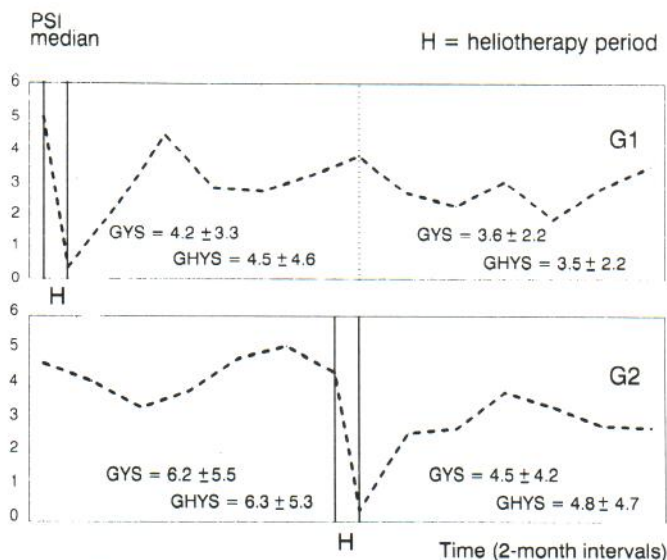 PSI
median
H = heliotherapy period
6
5
4
3
2
1
0
G1
GYS = 4.2 ±3.3
GHYS = 4.5 ± 4.6
GYS = 3.6 ± 2.2
GHYS = 3.5 ± 2.2
H
6
5
4
3
2
1
0
G2
GYS = 6.2 ±5.5
GHYS = 6.3 ± 5.3
GYS = 4.5 ± 4.2
GHYS = 4.8 ± 4.7
H
Time (2-month intervals)